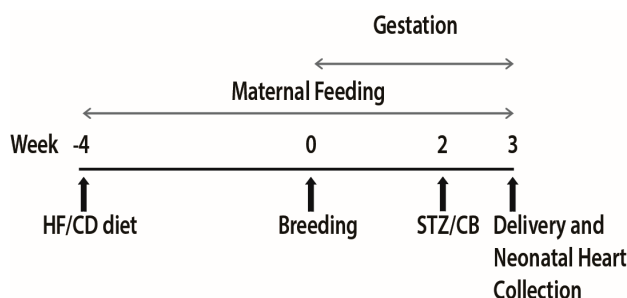 Gestation
Maternal Feeding
Week -4 0 2 3
HF/CD diet Breeding STZ/CB Delivery and
Neonatal Heart
Collection